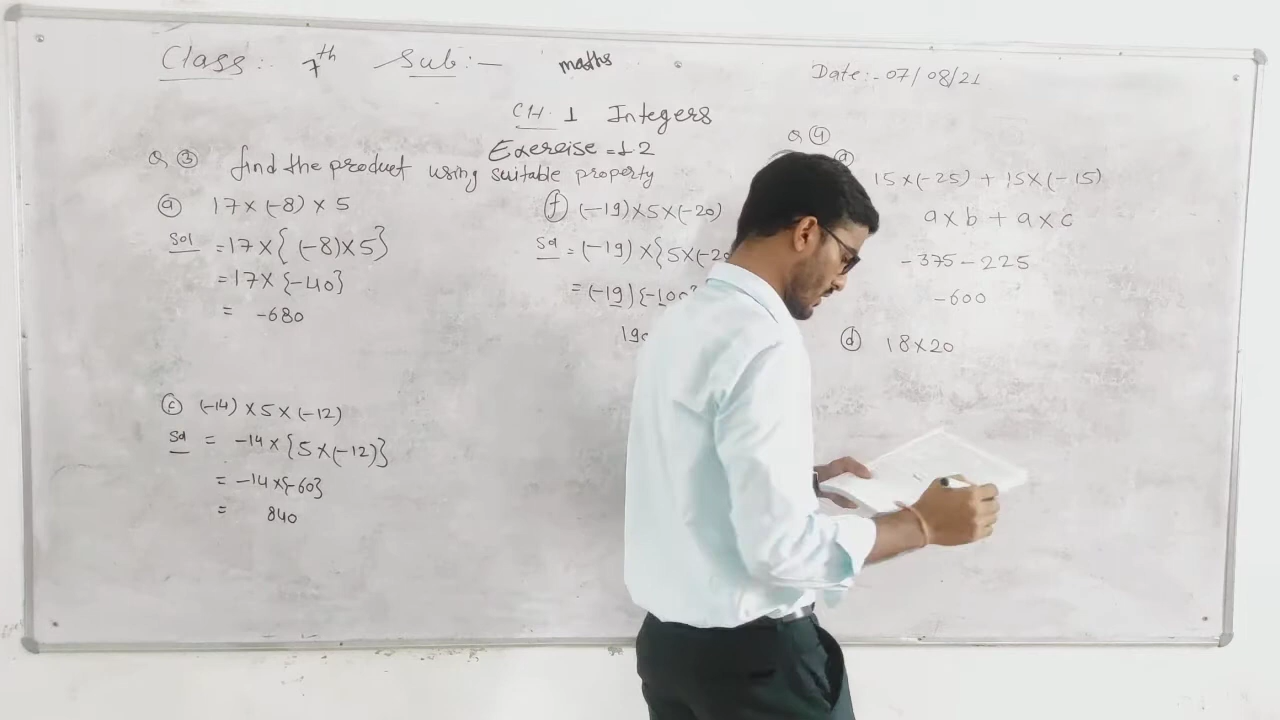 Class:. 7th Sub:- maths
Date:- 07/08/21
CH. 1 Integers
Exercise = 1.2
Q ③ find the product using suitable property
ⓐ 17 × (-8) × 5
Sol = 17 × { (-8) × 5}
= 17 × {-40}
= -680
ⓒ (-14) × 5 × (-12)
Sol = -14 × {5 × (-12)}
= -14 × {-60}
= 840
ⓕ (-19) × 5 × (-20)
Sol = (-19) × {5 × (-20
= (-19) {-100}
190
Q ④
ⓐ
15 × (-25) + 15 × (-15)
a × b + a × c
-375 - 225
-600
ⓓ 18 × 20